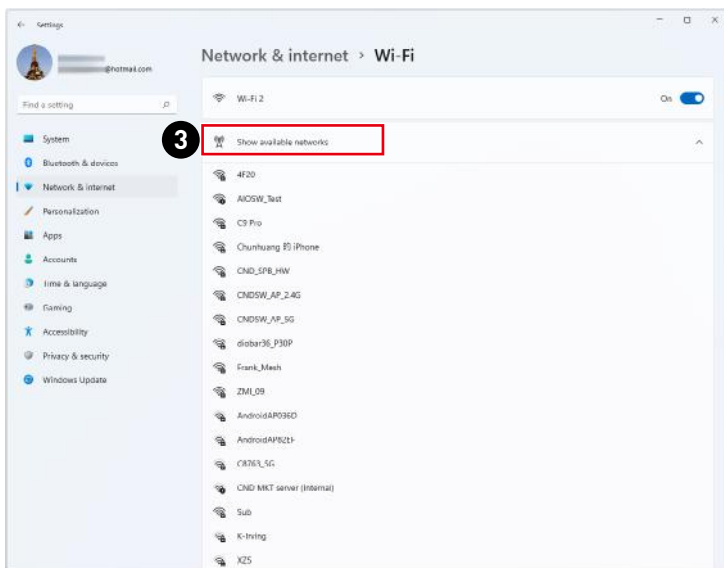 Settings
@hotmail.com
Find a setting
System
Bluetooth & devices
Network & internet
Personalization
Apps
Accounts
Time & language
Gaming
Accessibility
Privacy & security
Windows Update
Network & internet > Wi-Fi
Wi-Fi 2
On
3
Show available networks
4F20
AIOSW_Test
C9 Pro
Chunhuang 的 iPhone
CND_SPB_HW
CNDSW_AP_2.4G
CNDSW_AP_5G
diobar36_P30P
Frank_Mesh
ZMI_09
AndroidAP036D
C8763_5G
CND MKT server (Internal)
Sub
K-Irving
XZS